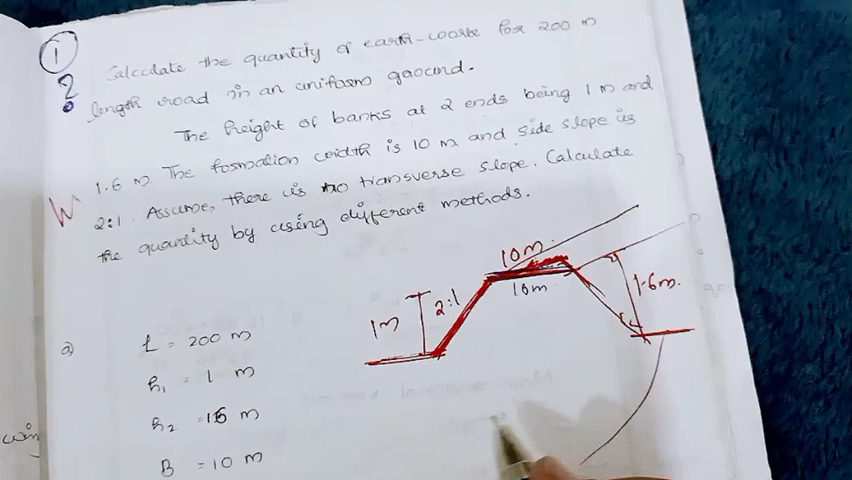 1
?
Calculate the quantity of earth-work for 200 m
length road in an uniform ground.
The height of banks at 2 ends being 1 m and
1.6 m. The formation width is 10 m and side slope is
2:1. Assume, there is no transverse slope. Calculate
the quantity by using different methods.
10m.
10m
1m
2:1
1.6m.
a)
L = 200 m
h1 = 1 m
h2 = 1.6 m
B = 10 m